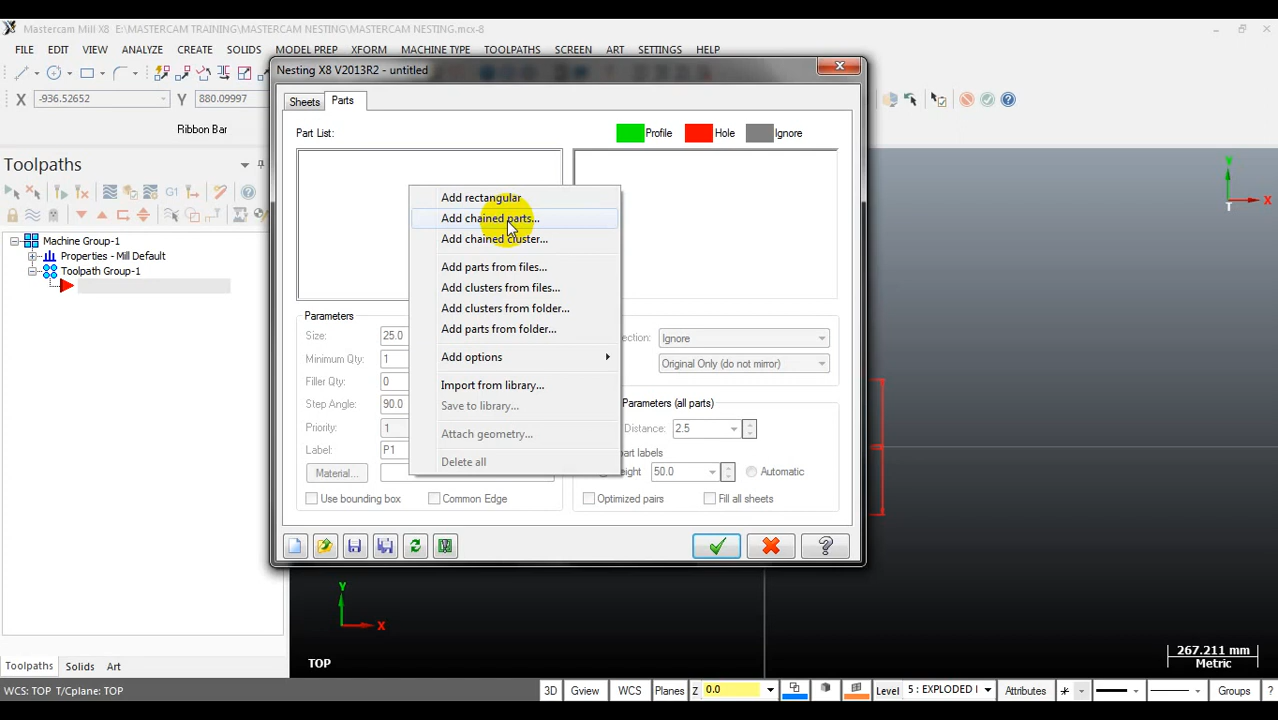 Mastercam Mill X8 E:\MASTERCAM TRAINING\MASTERCAM NESTING\MASTERCAM NESTING.mcx-8
FILE EDIT VIEW ANALYZE CREATE SOLIDS MODEL PREP XFORM MACHINE TYPE TOOLPATHS SCREEN ART SETTINGS HELP
Nesting X8 V2013R2 - untitled
X -936.52652 Y 880.09997
Sheets Parts
Ribbon Bar
Part List: Profile Hole Ignore
Toolpaths
G1
Add rectangular
Add chained parts...
Add chained cluster...
Add parts from files...
Add clusters from files...
Add clusters from folder...
Add parts from folder...
Add options
Import from library...
Save to library...
Attach geometry...
Delete all
Machine Group-1
Properties - Mill Default
Toolpath Group-1
Parameters
Size: 25.0
Minimum Qty: 1
Filler Qty: 0
Step Angle: 90.0
Priority: 1
Label: P1
Material...
Use bounding box Common Edge
Ignore
Original Only (do not mirror)
Parameters (all parts)
Distance: 2.5
part labels
50.0 Automatic
Optimized pairs Fill all sheets
Y
X
T
Y
X
TOP
267.211 mm
Metric
Toolpaths Solids Art
WCS: TOP T/Cplane: TOP 3D Gview WCS Planes Z 0.0 Level 5 : EXPLODED Attributes Groups ?